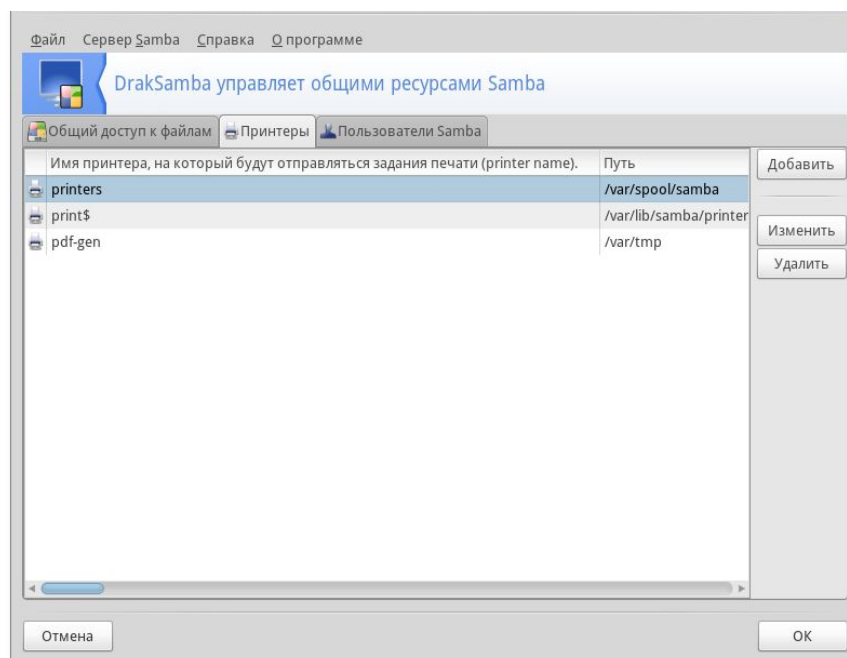 Файл Сервер Samba Справка О программе
DrakSamba управляет общими ресурсами Samba
Общий доступ к файлам Принтеры Пользователи Samba
Имя принтера, на который будут отправляться задания печати (printer name). Путь Добавить
printers /var/spool/samba
print$ /var/lib/samba/printer
Изменить
pdf-gen /var/tmp
Удалить
Отмена ОК